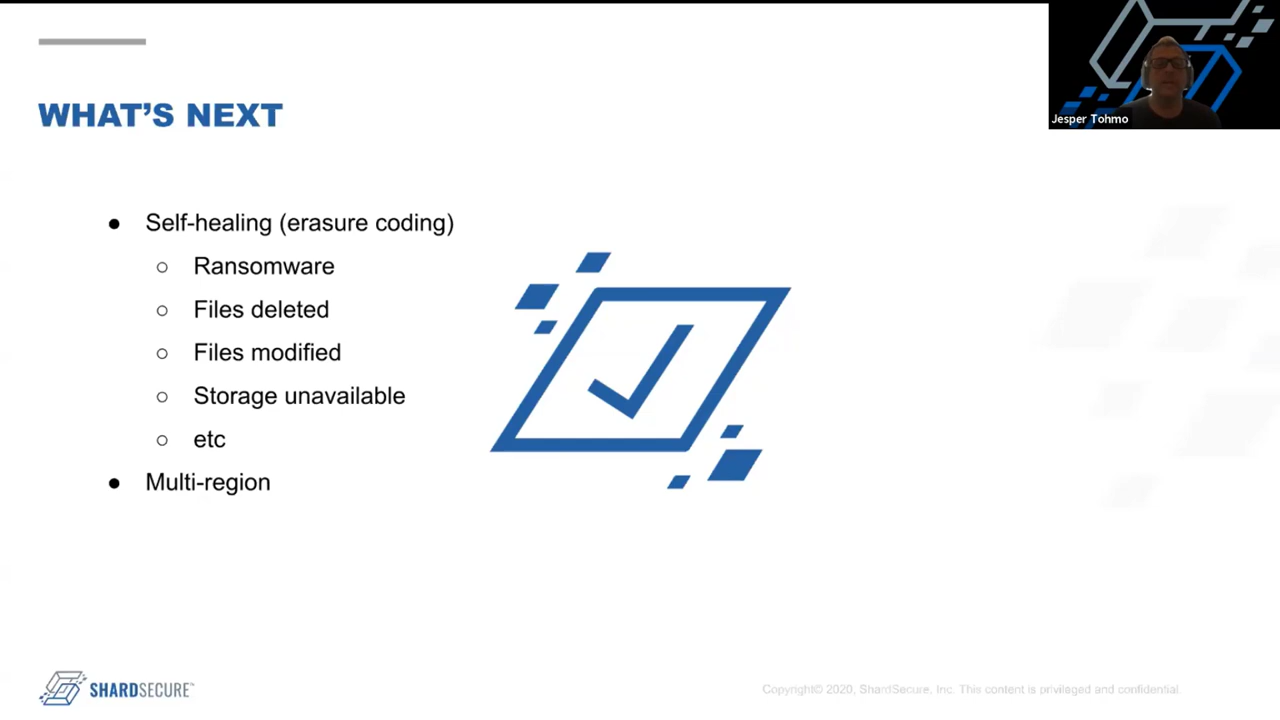 WHAT'S NEXT
Jesper Tohmo
● Self-healing (erasure coding)
○ Ransomware
○ Files deleted
○ Files modified
○ Storage unavailable
○ etc
● Multi-region
SHARDSECURE™
Copyright© 2020, ShardSecure, Inc. This content is privileged and confidential.